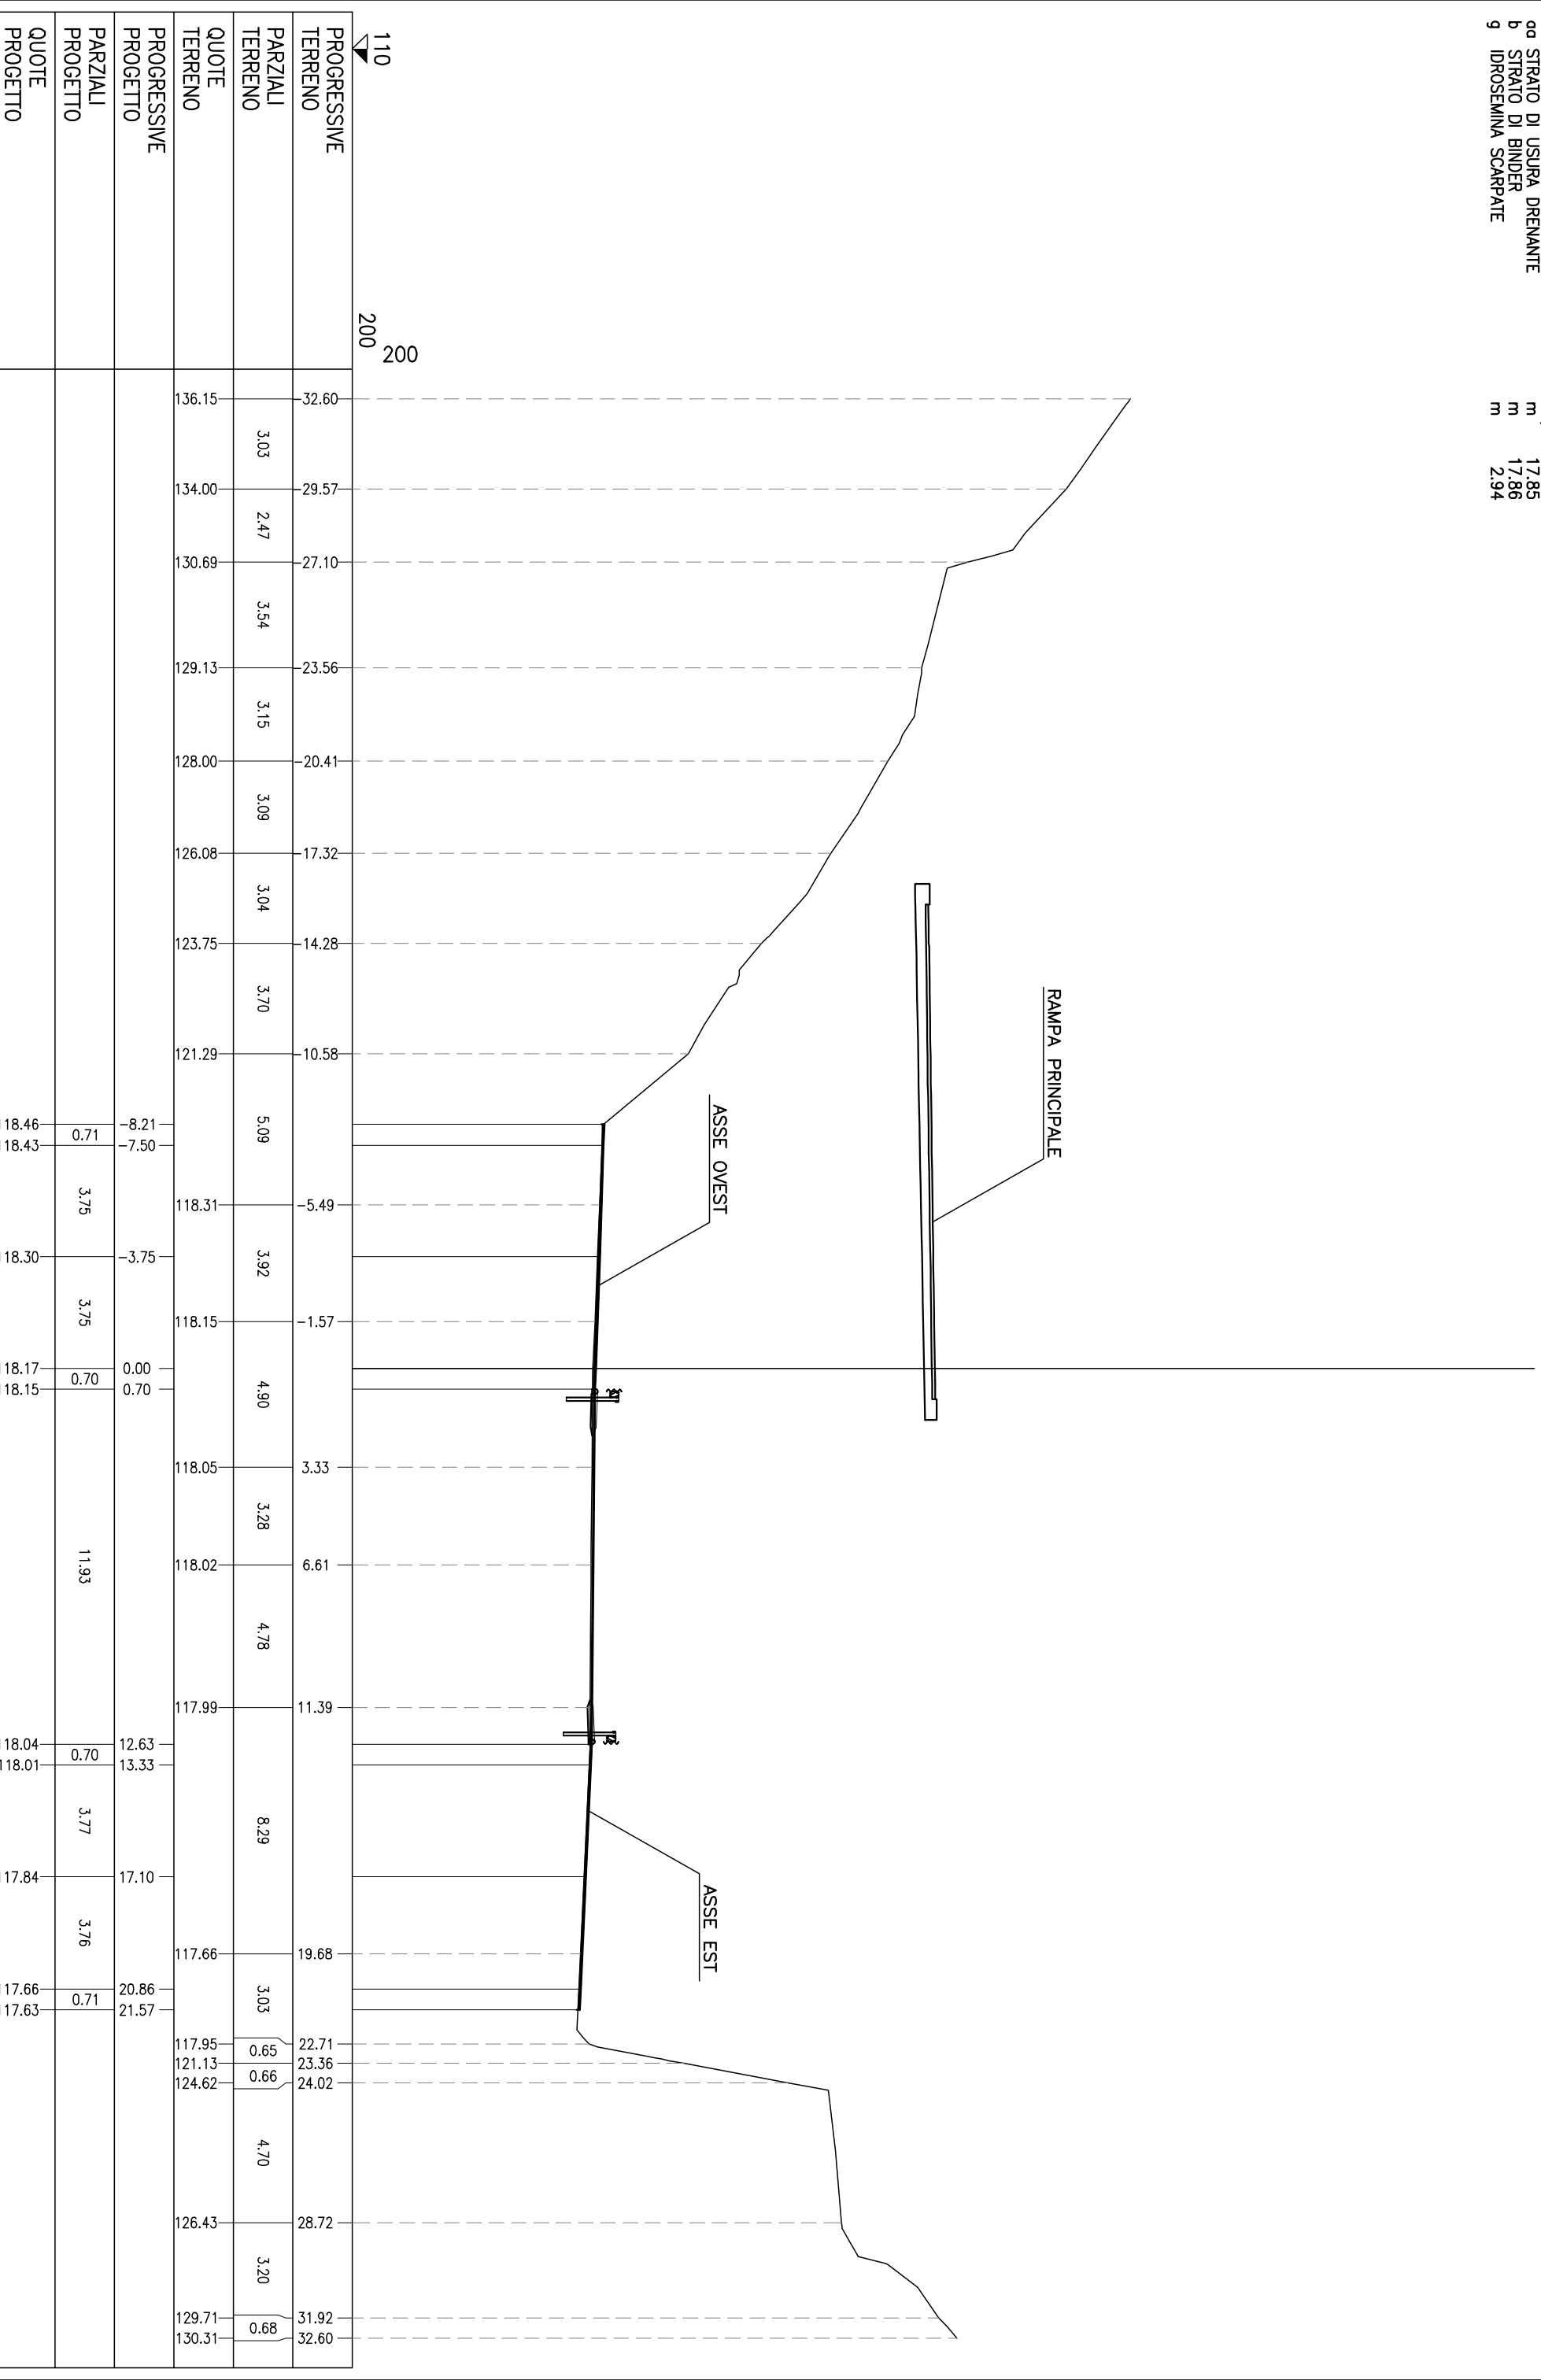 aa STRATO DI USURA DRENANTE m 17.85
b STRATO DI BINDER m 17.86
g IDROSEMINA SCARPATE m 2.94
RAMPA PRINCIPALE
ASSE OVEST
ASSE EST
110
200
200
PROGRESSIVE TERRENO
-32.60 -29.57 -27.10 -23.56 -20.41 -17.32 -14.28 -10.58 -5.49 -1.57 3.33 6.61 11.39 19.68 22.71 23.36 24.02 28.72 31.92 32.60
PARZIALI TERRENO
3.03 2.47 3.54 3.15 3.09 3.04 3.70 5.09 3.92 4.90 3.28 4.78 8.29 3.03 0.65 0.66 4.70 3.20 0.68
QUOTE TERRENO
136.15 134.00 130.69 129.13 128.00 126.08 123.75 121.29 118.31 118.15 118.05 118.02 117.99 117.66 117.95 121.13 124.62 126.43 129.71 130.31
PROGRESSIVE PROGETTO
-8.21 -7.50 -3.75 0.00 0.70 12.63 13.33 17.10 20.86 21.57
PARZIALI PROGETTO
0.71 3.75 3.75 0.70 11.93 0.70 3.77 3.76 0.71
QUOTE PROGETTO
118.46 118.43 118.30 118.17 118.15 118.04 118.01 117.84 117.66 117.63